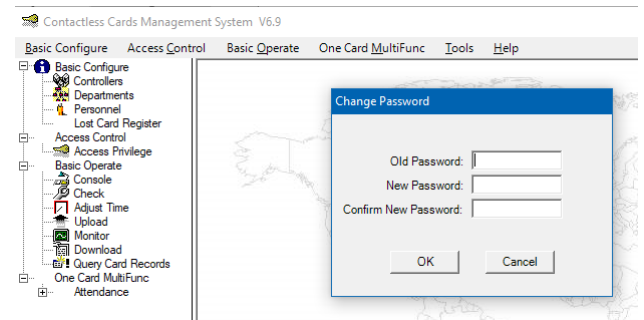 Contactless Cards Management System V6.9
Basic Configure Access Control Basic Operate One Card MultiFunc Tools Help
Basic Configure
Controllers
Departments
Personnel
Lost Card Register
Access Control
Access Privilege
Basic Operate
Console
Check
Adjust Time
Upload
Monitor
Download
Query Card Records
One Card MultiFunc
Attendance
Change Password
Old Password:
New Password:
Confirm New Password:
OK Cancel